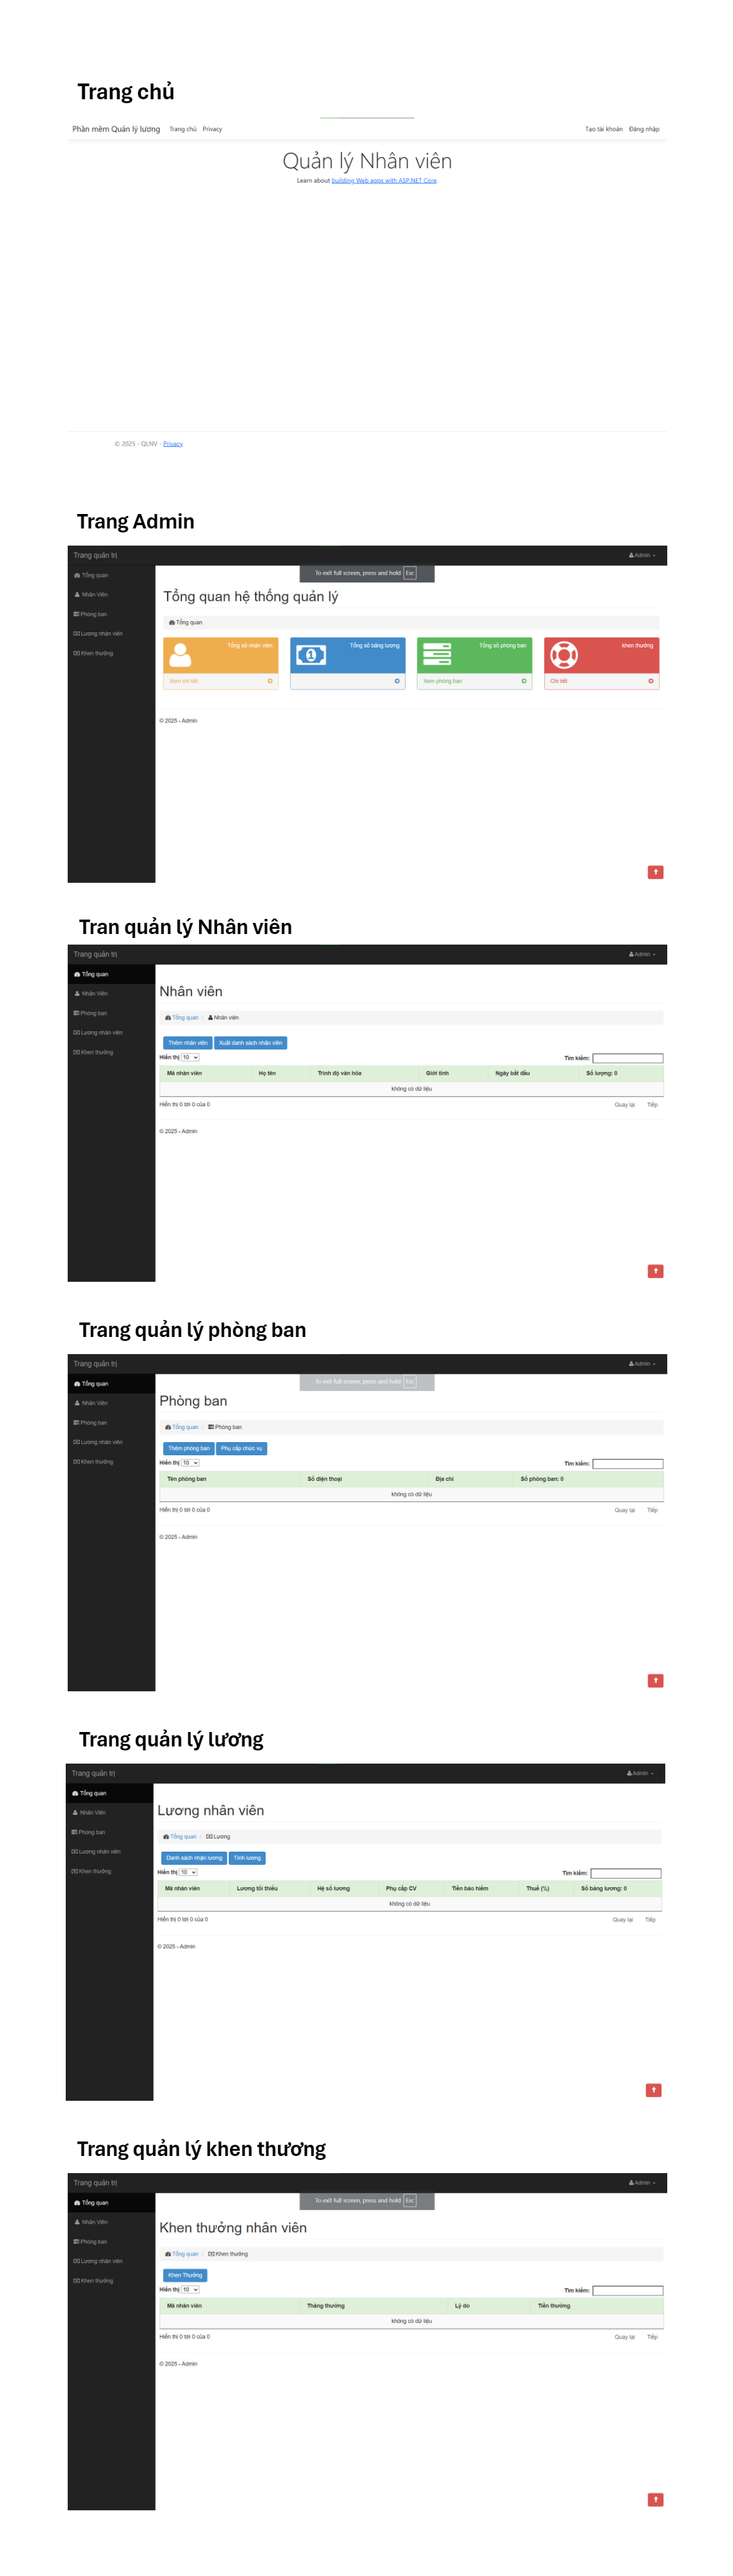 Trang chủ
Phần mềm Quản lý lương Trang chủ Privacy Tạo tài khoản Đăng nhập
Quản lý Nhân viên
Learn about building Web apps with ASP.NET Core.
© 2025 - QLNV - Privacy
Trang Admin
Trang quản trị Admin
To exit full screen, press and hold Esc
Tổng quan
Nhân Viên
Phòng ban
Lương nhân viên
Khen thưởng
Tổng quan hệ thống quản lý
Tổng quan
Tổng số nhân viên Tổng số bảng lương Tổng số phòng ban khen thưởng
1
Xem chi tiết Xem phòng ban Chi tiết
© 2025 - Admin
Tran quản lý Nhân viên
Trang quản trị Admin
Tổng quan
Nhân Viên
Phòng ban
Lương nhân viên
Khen thưởng
Nhân viên
Tổng quan / Nhân viên
Thêm nhân viên Xuất danh sách nhân viên
Hiển thị 10 Tìm kiếm:
Mã nhân viên Họ tên Trình độ văn hóa Giới tính Ngày bắt đầu Số lượng: 0
không có dữ liệu
Hiển thị 0 tới 0 của 0 Quay lại Tiếp
© 2025 - Admin
Trang quản lý phòng ban
Trang quản trị Admin
To exit full screen, press and hold Esc
Tổng quan
Nhân Viên
Phòng ban
Lương nhân viên
Khen thưởng
Phòng ban
Tổng quan / Phòng ban
Thêm phòng ban Phụ cấp chức vụ
Hiển thị 10 Tìm kiếm:
Tên phòng ban Số điện thoại Địa chỉ Số phòng ban: 0
không có dữ liệu
Hiển thị 0 tới 0 của 0 Quay lại Tiếp
© 2025 - Admin
Trang quản lý lương
Trang quản trị Admin
Tổng quan
Nhân Viên
Phòng ban
Lương nhân viên
Khen thưởng
Lương nhân viên
Tổng quan / Lương
Danh sách nhận lương Tính lương
Hiển thị 10 Tìm kiếm:
Mã nhân viên Lương tối thiểu Hệ số lương Phụ cấp CV Tiền bảo hiểm Thuế (%) Số bảng lương: 0
không có dữ liệu
Hiển thị 0 tới 0 của 0 Quay lại Tiếp
© 2025 - Admin
Trang quản lý khen thương
Trang quản trị Admin
To exit full screen, press and hold Esc
Tổng quan
Nhân Viên
Phòng ban
Lương nhân viên
Khen thưởng
Khen thưởng nhân viên
Tổng quan / Khen thưởng
Khen Thưởng
Hiển thị 10 Tìm kiếm:
Mã nhân viên Tháng thưởng Lý do Tiền thưởng
không có dữ liệu
Hiển thị 0 tới 0 của 0 Quay lại Tiếp
© 2025 - Admin